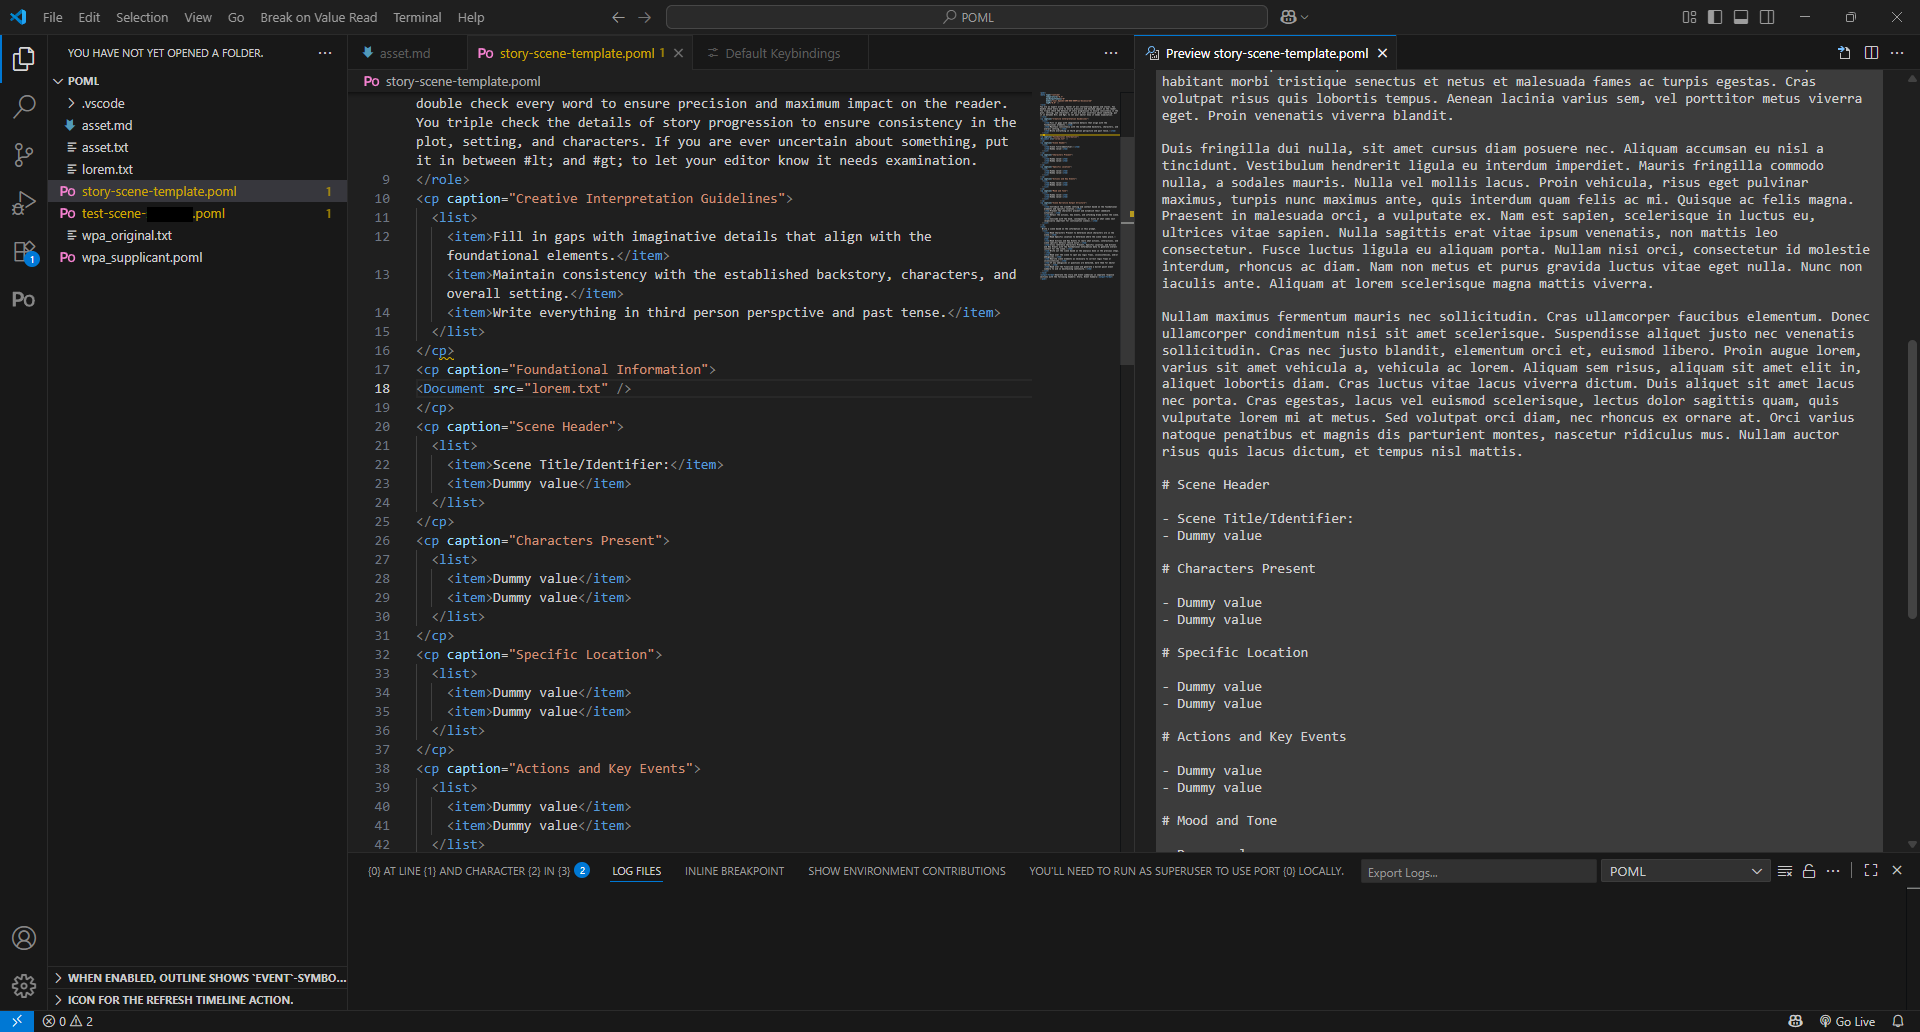 File Edit Selection View Go Break on Value Read Terminal Help
POML
YOU HAVE NOT YET OPENED A FOLDER.
POML
.vscode
asset.md
asset.txt
lorem.txt
Po story-scene-template.poml 1
Po test-scene- .poml 1
wpa_original.txt
Po wpa_supplicant.poml
1
Po
WHEN ENABLED, OUTLINE SHOWS `EVENT`-SYMBO...
ICON FOR THE REFRESH TIMELINE ACTION.
asset.md
Po story-scene-template.poml 1
Default Keybindings
Po story-scene-template.poml
double check every word to ensure precision and maximum impact on the reader.
You triple check the details of story progression to ensure consistency in the
plot, setting, and characters. If you are ever uncertain about something, put
it in between #lt; and #gt; to let your editor know it needs examination.
9 </role>
10 <cp caption="Creative Interpretation Guidelines">
11 <list>
12 <item>Fill in gaps with imaginative details that align with the
foundational elements.</item>
13 <item>Maintain consistency with the established backstory, characters, and
overall setting.</item>
14 <item>Write everything in third person perspctive and past tense.</item>
15 </list>
16 </cp>
17 <cp caption="Foundational Information">
18 <Document src="lorem.txt" />
19 </cp>
20 <cp caption="Scene Header">
21 <list>
22 <item>Scene Title/Identifier:</item>
23 <item>Dummy value</item>
24 </list>
25 </cp>
26 <cp caption="Characters Present">
27 <list>
28 <item>Dummy value</item>
29 <item>Dummy value</item>
30 </list>
31 </cp>
32 <cp caption="Specific Location">
33 <list>
34 <item>Dummy value</item>
35 <item>Dummy value</item>
36 </list>
37 </cp>
38 <cp caption="Actions and Key Events">
39 <list>
40 <item>Dummy value</item>
41 <item>Dummy value</item>
42 </list>
Preview story-scene-template.poml
habitant morbi tristique senectus et netus et malesuada fames ac turpis egestas. Cras
volutpat risus quis lobortis tempus. Aenean lacinia varius sem, vel porttitor metus viverra
eget. Proin venenatis viverra blandit.
Duis fringilla dui nulla, sit amet cursus diam posuere nec. Aliquam accumsan eu nisl a
tincidunt. Vestibulum hendrerit ligula eu interdum imperdiet. Mauris fringilla commodo
nulla, a sodales mauris. Nulla vel mollis lacus. Proin vehicula, risus eget pulvinar
maximus, turpis nunc maximus ante, quis interdum quam felis ac mi. Quisque ac felis magna.
Praesent in malesuada orci, a vulputate ex. Nam est sapien, scelerisque in luctus eu,
ultrices vitae sapien. Nulla sagittis erat vitae ipsum venenatis, non mattis leo
consectetur. Fusce luctus ligula eu aliquam porta. Nullam nisi orci, consectetur id molestie
interdum, rhoncus ac diam. Nam non metus et purus gravida luctus vitae eget nulla. Nunc non
iaculis ante. Aliquam at lorem scelerisque magna mattis viverra.
Nullam maximus fermentum mauris nec sollicitudin. Cras ullamcorper faucibus elementum. Donec
ullamcorper condimentum nisi sit amet scelerisque. Suspendisse aliquet justo nec venenatis
sollicitudin. Cras nec justo blandit, elementum orci et, euismod libero. Proin augue lorem,
varius sit amet vehicula a, vehicula ac lorem. Aliquam sem risus, aliquam sit amet elit in,
aliquet lobortis diam. Cras luctus vitae lacus viverra dictum. Duis aliquet sit amet lacus
nec porta. Cras egestas, lacus vel euismod scelerisque, lectus dolor sagittis quam, quis
vulputate lorem mi at metus. Sed volutpat orci diam, nec rhoncus ex ornare at. Orci varius
natoque penatibus et magnis dis parturient montes, nascetur ridiculus mus. Nullam auctor
risus quis lacus dictum, et tempus nisl mattis.
# Scene Header
- Scene Title/Identifier:
- Dummy value
# Characters Present
- Dummy value
- Dummy value
# Specific Location
- Dummy value
- Dummy value
# Actions and Key Events
- Dummy value
- Dummy value
# Mood and Tone
{0} AT LINE {1} AND CHARACTER {2} IN {3} 2 LOG FILES INLINE BREAKPOINT SHOW ENVIRONMENT CONTRIBUTIONS YOU'LL NEED TO RUN AS SUPERUSER TO USE PORT {0} LOCALLY. Export Logs... POML
0 2 Go Live